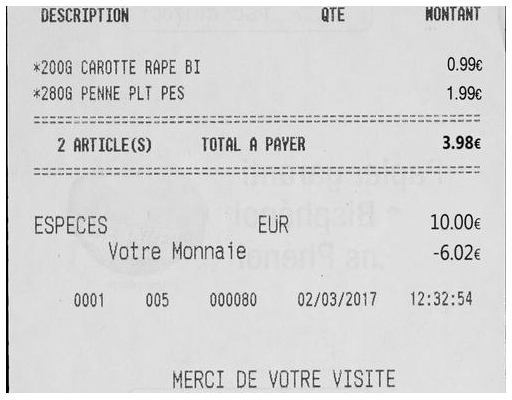 DESCRIPTION QTE MONTANT
*200G CAROTTE RAPE BI 0.99€
*280G PENNE PLT PES 1.99€
2 ARTICLE(S) TOTAL A PAYER 3.98€
ESPECES EUR 10.00€
Votre Monnaie -6.02€
0001 005 000080 02/03/2017 12:32:54
MERCI DE VOTRE VISITE